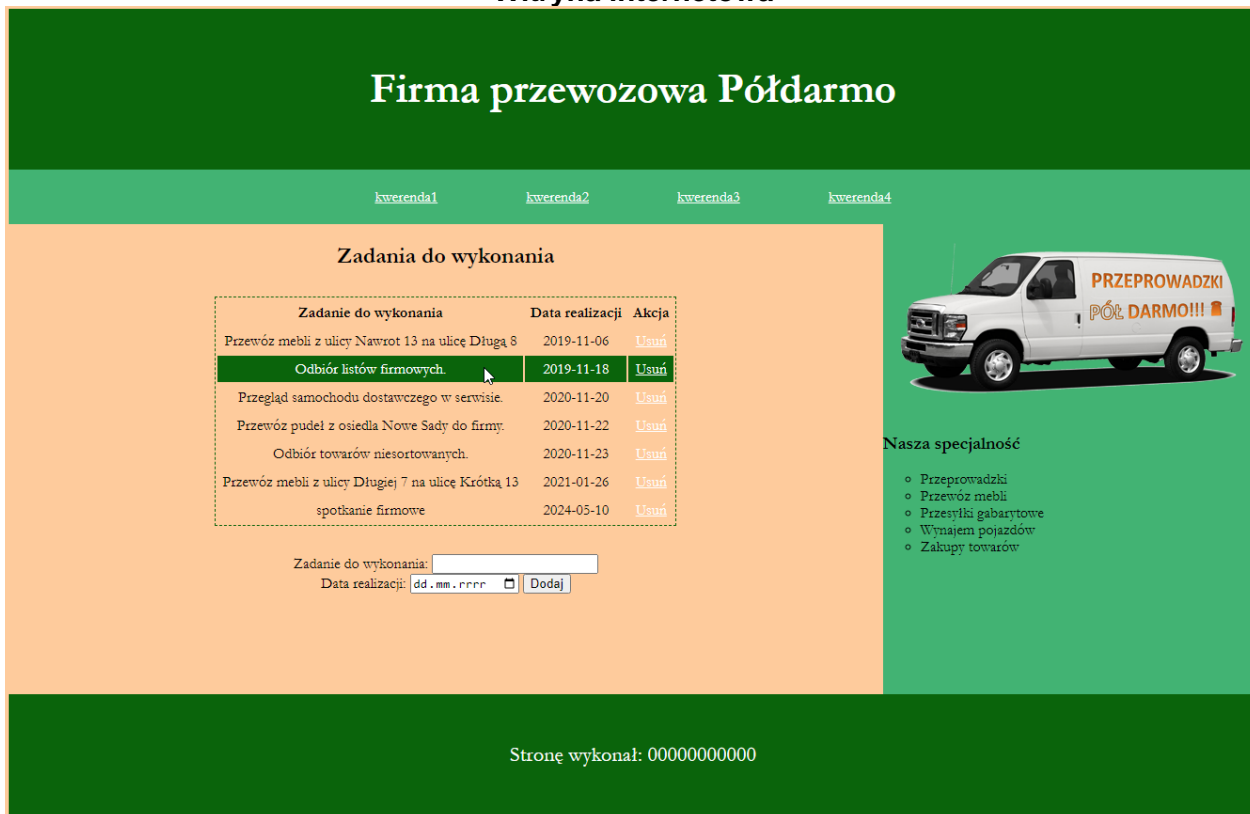 Witryna internetowa
Firma przewozowa Półdarmo
kwerenda1 kwerenda2 kwerenda3 kwerenda4
Zadania do wykonania
Zadanie do wykonania Data realizacji Akcja
Przewóz mebli z ulicy Nawrot 13 na ulicę Długą 8 2019-11-06 Usuń
Odbiór listów firmowych. 2019-11-18 Usuń
Przegląd samochodu dostawczego w serwisie. 2020-11-20 Usuń
Przewóz pudeł z osiedla Nowe Sady do firmy. 2020-11-22 Usuń
Odbiór towarów niesortowanych. 2020-11-23 Usuń
Przewóz mebli z ulicy Długiej 7 na ulicę Krótką 13 2021-01-26 Usuń
spotkanie firmowe 2024-05-10 Usuń
Zadanie do wykonania:
Data realizacji: dd.mm.rrrr Dodaj
PRZEPROWADZKI
PÓŁ DARMO!!!
Nasza specjalność
Przeprowadzki
Przewóz mebli
Przesyłki gabarytowe
Wynajem pojazdów
Zakupy towarów
Stronę wykonał: 00000000000